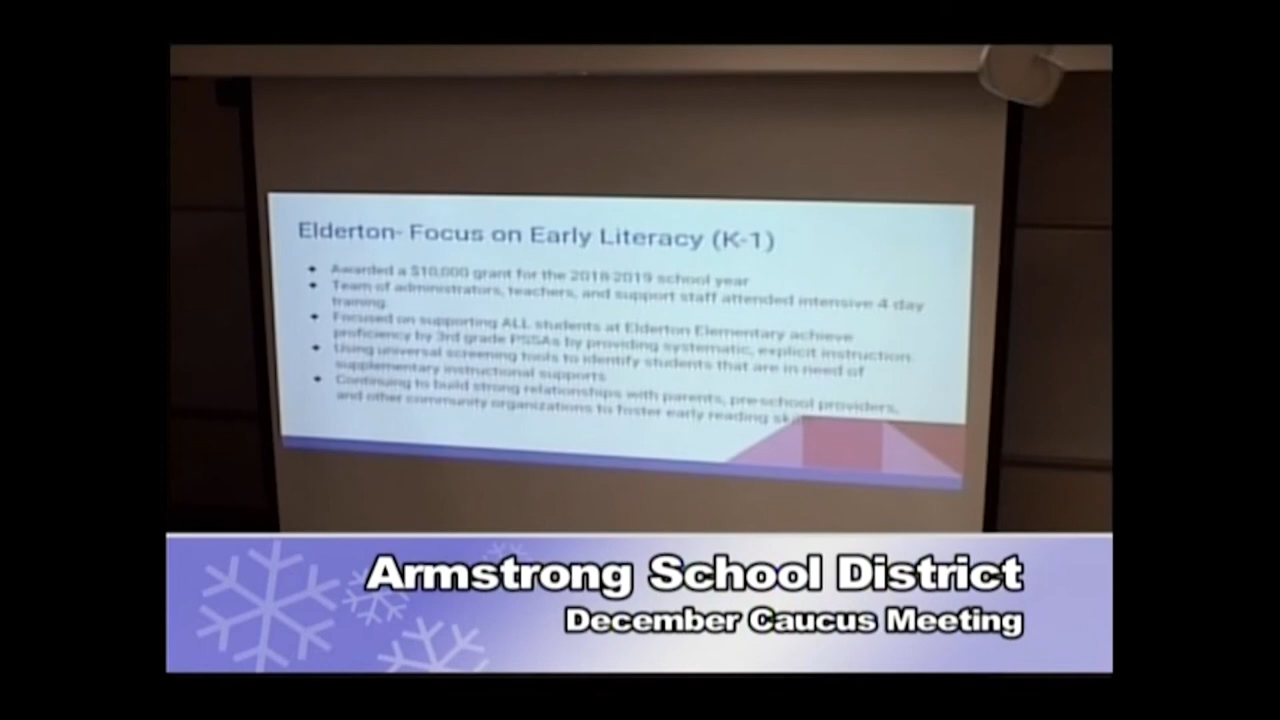 Elderton- Focus on Early Literacy (K-1)
• Awarded a $10,000 grant for the 2018-2019 school year
• Team of administrators, teachers, and support staff attended intensive 4 day
training
• Focused on supporting ALL students at Elderton Elementary achieve
proficiency by 3rd grade PSSAs by providing systematic, explicit instruction
• Using universal screening tools to identify students that are in need of
supplementary instructional supports
• Continuing to build strong relationships with parents, pre-school providers,
and other community organizations to foster early reading
Armstrong School District
December Caucus Meeting